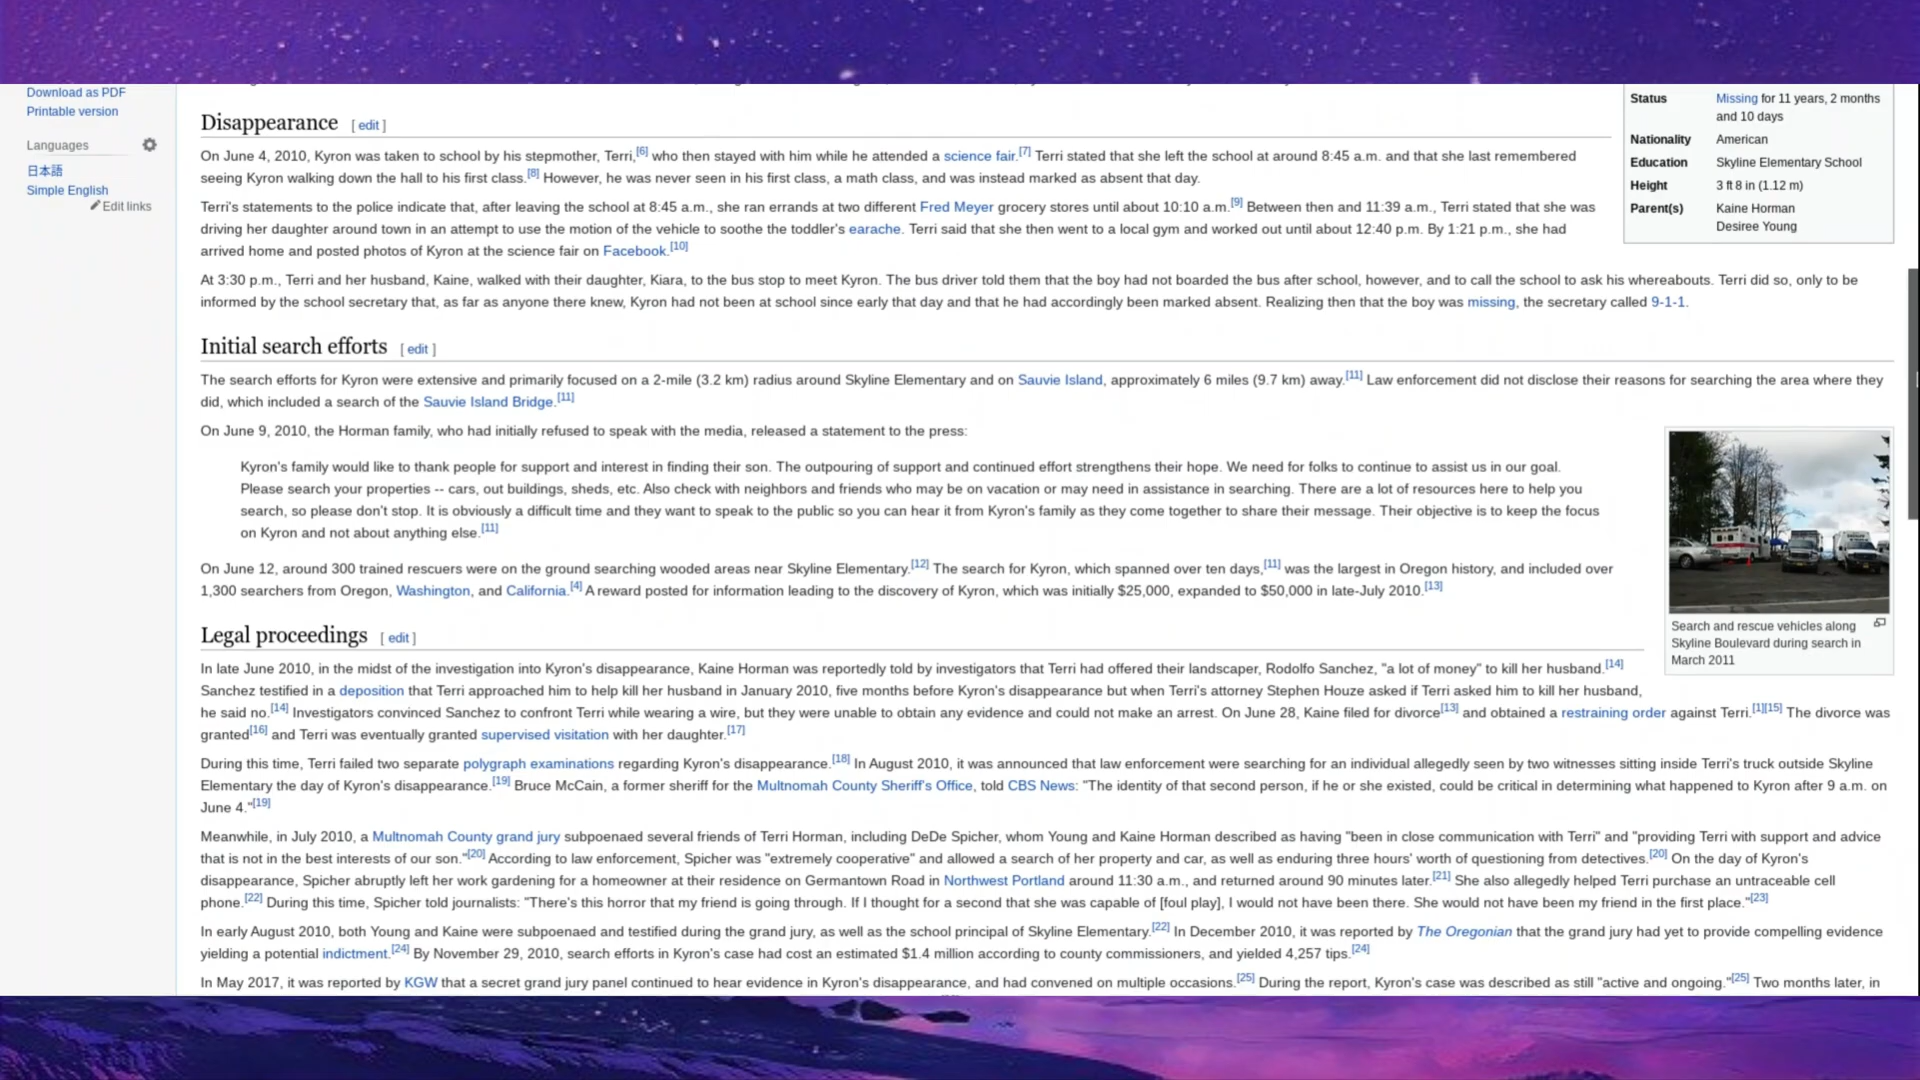 Download as PDF
Printable version
Languages
日本語
Simple English
Edit links
Disappearance [ edit ]
On June 4, 2010, Kyron was taken to school by his stepmother, Terri,[6] who then stayed with him while he attended a science fair.[7] Terri stated that she left the school at around 8:45 a.m. and that she last remembered
seeing Kyron walking down the hall to his first class.[8] However, he was never seen in his first class, a math class, and was instead marked as absent that day.
Terri's statements to the police indicate that, after leaving the school at 8:45 a.m., she ran errands at two different Fred Meyer grocery stores until about 10:10 a.m.[9] Between then and 11:39 a.m., Terri stated that she was
driving her daughter around town in an attempt to use the motion of the vehicle to soothe the toddler's earache. Terri said that she then went to a local gym and worked out until about 12:40 p.m. By 1:21 p.m., she had
arrived home and posted photos of Kyron at the science fair on Facebook.[10]
At 3:30 p.m., Terri and her husband, Kaine, walked with their daughter, Kiara, to the bus stop to meet Kyron. The bus driver told them that the boy had not boarded the bus after school, however, and to call the school to ask his whereabouts. Terri did so, only to be
informed by the school secretary that, as far as anyone there knew, Kyron had not been at school since early that day and that he had accordingly been marked absent. Realizing then that the boy was missing, the secretary called 9-1-1.
Status Missing for 11 years, 2 months
and 10 days
Nationality American
Education Skyline Elementary School
Height 3 ft 8 in (1.12 m)
Parent(s) Kaine Horman
Desiree Young
Initial search efforts [ edit ]
The search efforts for Kyron were extensive and primarily focused on a 2-mile (3.2 km) radius around Skyline Elementary and on Sauvie Island, approximately 6 miles (9.7 km) away.[11] Law enforcement did not disclose their reasons for searching the area where they
did, which included a search of the Sauvie Island Bridge.[11]
On June 9, 2010, the Horman family, who had initially refused to speak with the media, released a statement to the press:
Kyron's family would like to thank people for support and interest in finding their son. The outpouring of support and continued effort strengthens their hope. We need for folks to continue to assist us in our goal.
Please search your properties -- cars, out buildings, sheds, etc. Also check with neighbors and friends who may be on vacation or may need in assistance in searching. There are a lot of resources here to help you
search, so please don't stop. It is obviously a difficult time and they want to speak to the public so you can hear it from Kyron's family as they come together to share their message. Their objective is to keep the focus
on Kyron and not about anything else.[11]
On June 12, around 300 trained rescuers were on the ground searching wooded areas near Skyline Elementary.[12] The search for Kyron, which spanned over ten days,[11] was the largest in Oregon history, and included over
1,300 searchers from Oregon, Washington, and California.[4] A reward posted for information leading to the discovery of Kyron, which was initially $25,000, expanded to $50,000 in late-July 2010.[13]
Search and rescue vehicles along
Skyline Boulevard during search in
March 2011
Legal proceedings [ edit ]
In late June 2010, in the midst of the investigation into Kyron's disappearance, Kaine Horman was reportedly told by investigators that Terri had offered their landscaper, Rodolfo Sanchez, "a lot of money" to kill her husband.[14]
Sanchez testified in a deposition that Terri approached him to help kill her husband in January 2010, five months before Kyron's disappearance but when Terri's attorney Stephen Houze asked if Terri asked him to kill her husband,
he said no.[14] Investigators convinced Sanchez to confront Terri while wearing a wire, but they were unable to obtain any evidence and could not make an arrest. On June 28, Kaine filed for divorce[13] and obtained a restraining order against Terri.[1][15] The divorce was
granted[16] and Terri was eventually granted supervised visitation with her daughter.[17]
During this time, Terri failed two separate polygraph examinations regarding Kyron's disappearance.[18] In August 2010, it was announced that law enforcement were searching for an individual allegedly seen by two witnesses sitting inside Terri's truck outside Skyline
Elementary the day of Kyron's disappearance.[19] Bruce McCain, a former sheriff for the Multnomah County Sheriff's Office, told CBS News: "The identity of that second person, if he or she existed, could be critical in determining what happened to Kyron after 9 a.m. on
June 4."[19]
Meanwhile, in July 2010, a Multnomah County grand jury subpoenaed several friends of Terri Horman, including DeDe Spicher, whom Young and Kaine Horman described as having "been in close communication with Terri" and "providing Terri with support and advice
that is not in the best interests of our son."[20] According to law enforcement, Spicher was "extremely cooperative" and allowed a search of her property and car, as well as enduring three hours' worth of questioning from detectives.[20] On the day of Kyron's
disappearance, Spicher abruptly left her work gardening for a homeowner at their residence on Germantown Road in Northwest Portland around 11:30 a.m., and returned around 90 minutes later.[21] She also allegedly helped Terri purchase an untraceable cell
phone.[22] During this time, Spicher told journalists: "There's this horror that my friend is going through. If I thought for a second that she was capable of [foul play], I would not have been there. She would not have been my friend in the first place."[23]
In early August 2010, both Young and Kaine were subpoenaed and testified during the grand jury, as well as the school principal of Skyline Elementary.[22] In December 2010, it was reported by The Oregonian that the grand jury had yet to provide compelling evidence
yielding a potential indictment.[24] By November 29, 2010, search efforts in Kyron's case had cost an estimated $1.4 million according to county commissioners, and yielded 4,257 tips.[24]
In May 2017, it was reported by KGW that a secret grand jury panel continued to hear evidence in Kyron's disappearance, and had convened on multiple occasions.[25] During the report, Kyron's case was described as still "active and ongoing."[25] Two months later, in